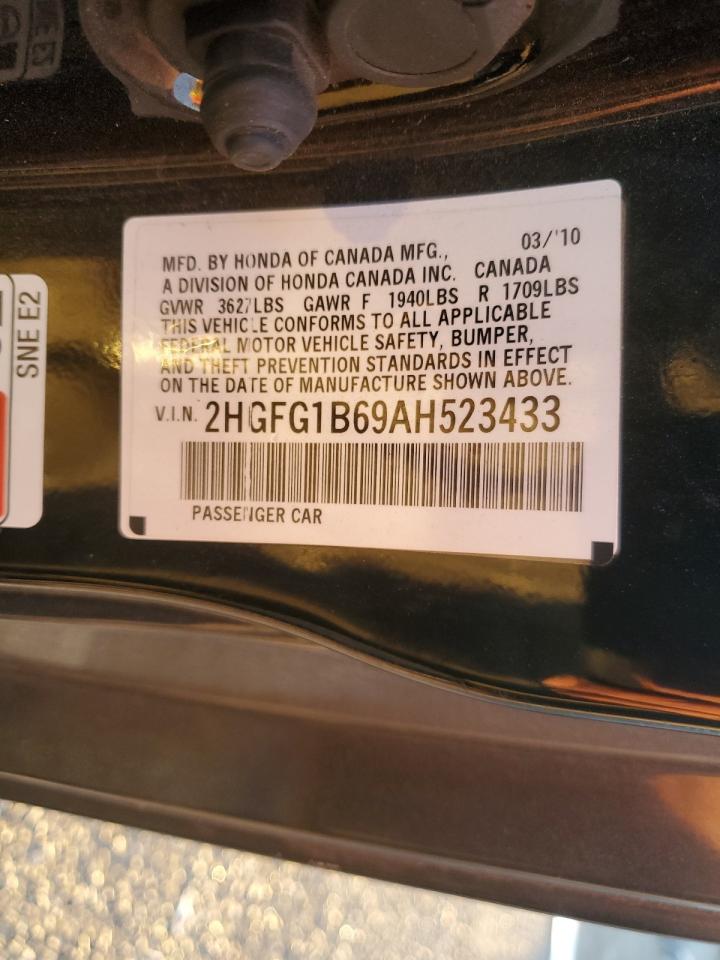 MFD. BY HONDA OF CANADA MFG., 03/'10
A DIVISION OF HONDA CANADA INC. CANADA
GVWR 3627LBS GAWR F 1940LBS R 1709LBS
THIS VEHICLE CONFORMS TO ALL APPLICABLE
FEDERAL MOTOR VEHICLE SAFETY, BUMPER,
AND THEFT PREVENTION STANDARDS IN EFFECT
ON THE DATE OF MANUFACTURE SHOWN ABOVE.
V.I.N. 2HGFG1B69AH523433
PASSENGER CAR
SNE E2